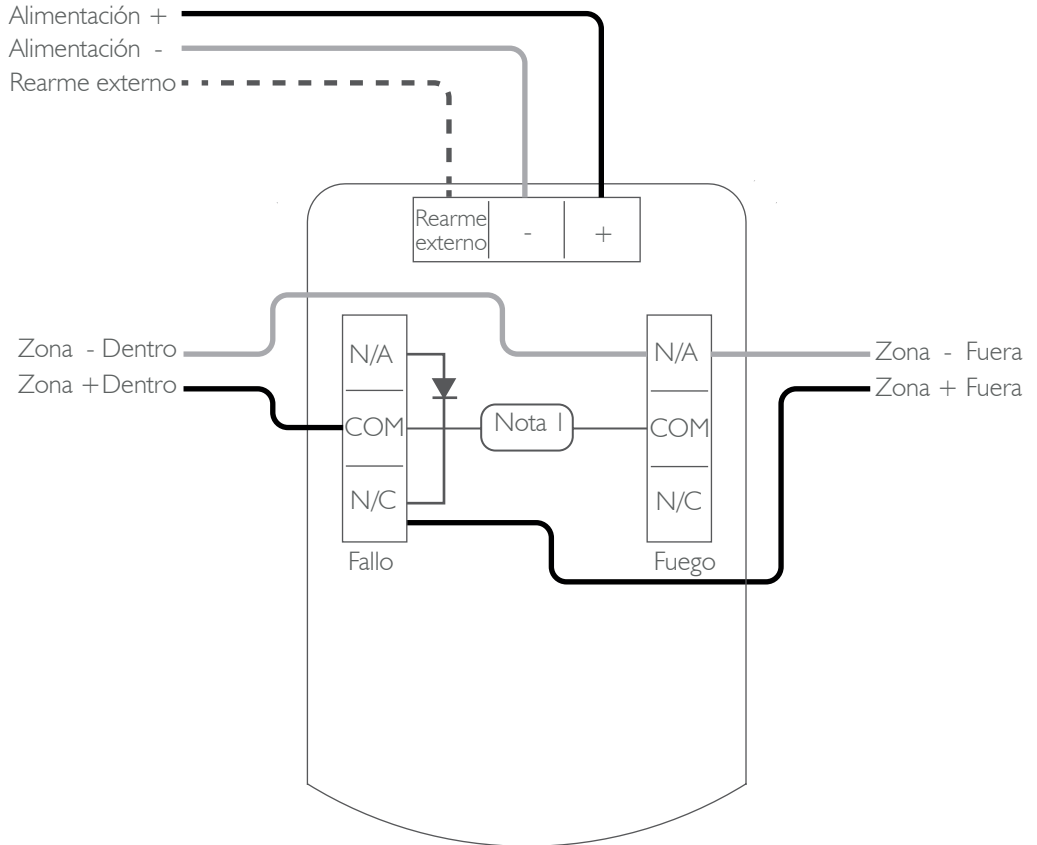 Alimentación +
Alimentación -
Rearme externo
Rearme
externo
-
+
Zona - Dentro
Zona + Dentro
N/A
COM
N/C
Fallo
Nota 1
N/A
COM
N/C
Fuego
Zona - Fuera
Zona + Fuera